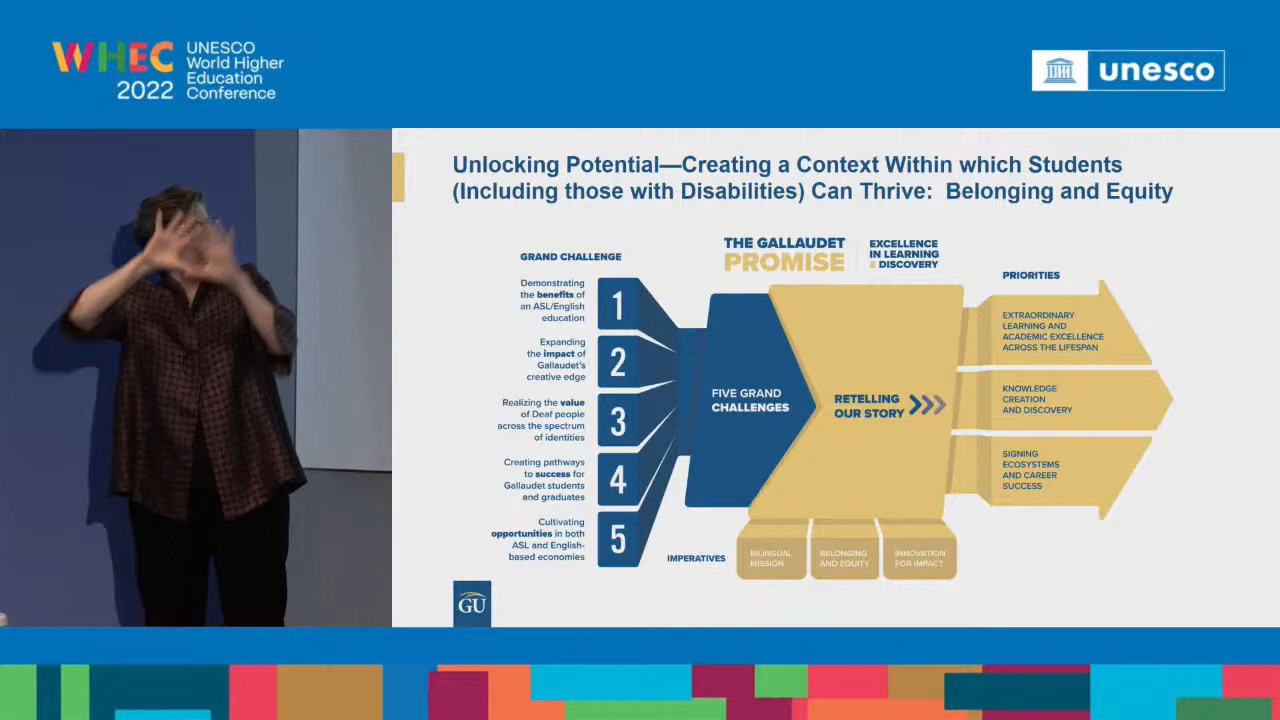 WHEC
2022
UNESCO
World Higher
Education
Conference
unesco
Unlocking Potential—Creating a Context Within which Students
(Including those with Disabilities) Can Thrive:  Belonging and Equity
GRAND CHALLENGE
Demonstrating
the benefits of
an ASL/English
education
1
Expanding
the impact of
Gallaudet's
creative edge
2
Realizing the value
of Deaf people
across the spectrum
of identities
3
Creating pathways
to success for
Gallaudet students
and graduates
4
Cultivating
opportunities in both
ASL and English-
based economies
5
THE GALLAUDET
PROMISE
EXCELLENCE
IN LEARNING
& DISCOVERY
FIVE GRAND
CHALLENGES
RETELLING
OUR STORY
PRIORITIES
EXTRAORDINARY
LEARNING AND
ACADEMIC EXCELLENCE
ACROSS THE LIFESPAN
KNOWLEDGE
CREATION
AND DISCOVERY
SIGNING
ECOSYSTEMS
AND CAREER
SUCCESS
IMPERATIVES
BILINGUAL
MISSION
BELONGING
AND EQUITY
INNOVATION
FOR IMPACT
GU